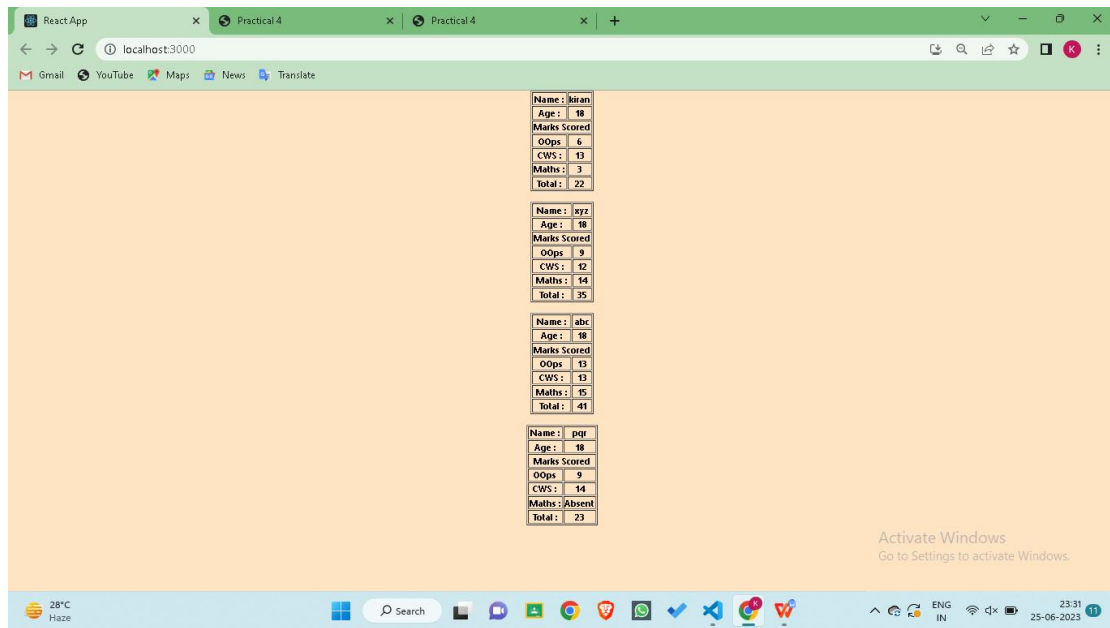 React App
Practical 4
Practical 4
localhost:3000
K
Gmail YouTube Maps News Translate
Name : kiran
Age : 18
Marks Scored
OOps 6
CWS : 13
Maths : 3
Total : 22
Name : xyz
Age : 18
Marks Scored
OOps 9
CWS : 12
Maths : 14
Total : 35
Name : abc
Age : 18
Marks Scored
OOps 13
CWS : 13
Maths : 15
Total : 41
Name : pqr
Age : 18
Marks Scored
OOps 9
CWS : 14
Maths : Absent
Total : 23
Activate Windows
Go to Settings to activate Windows.
28°C
Haze
Search
ENG
IN
23:31
25-06-2023
11